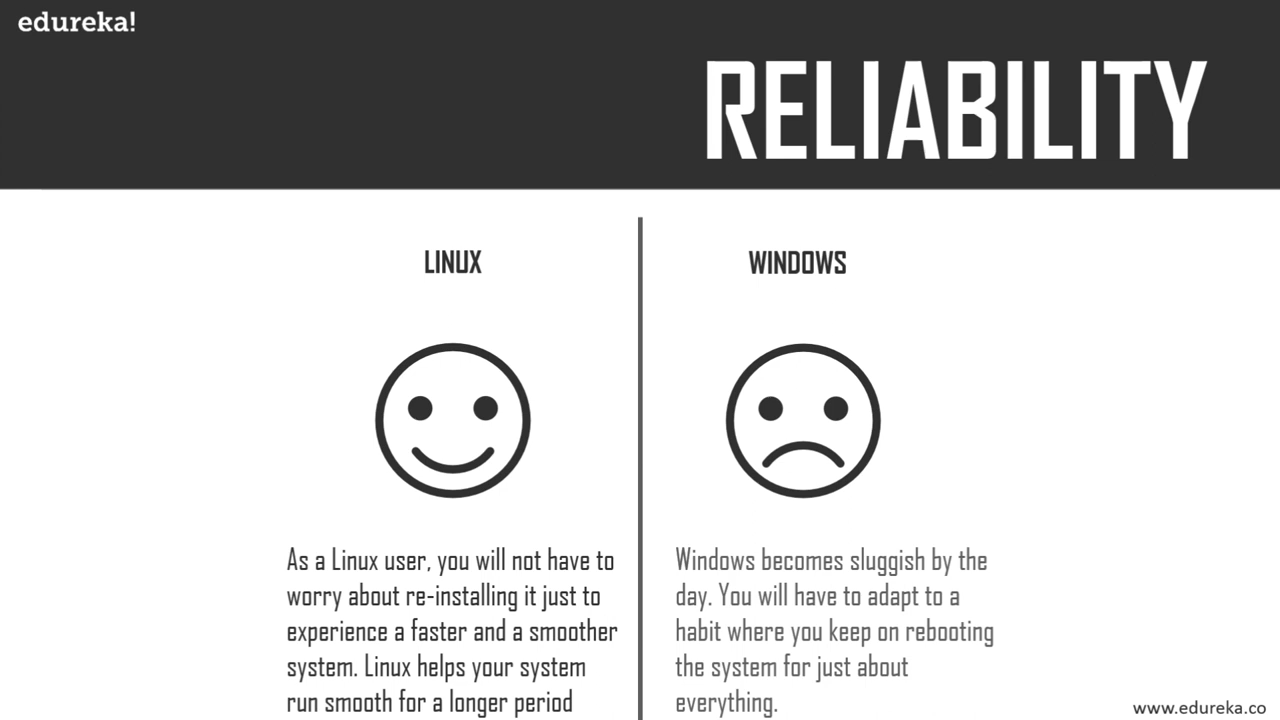 edureka!
RELIABILITY
LINUX
As a Linux user, you will not have to
worry about re-installing it just to
experience a faster and a smoother
system. Linux helps your system
run smooth for a longer period
WINDOWS
Windows becomes sluggish by the
day. You will have to adapt to a
habit where you keep on rebooting
the system for just about
everything.
www.edureka.co